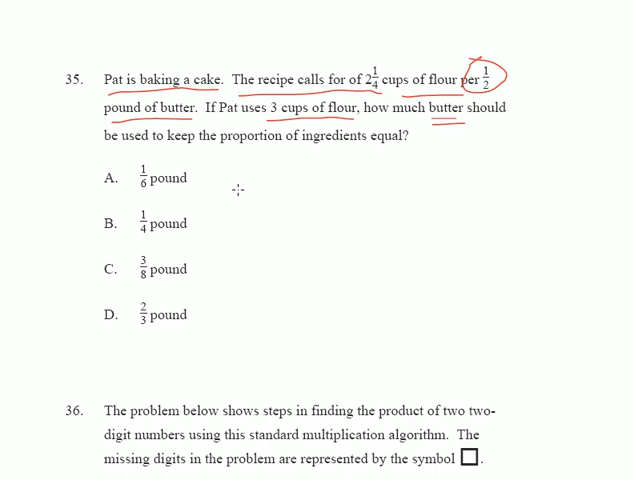 35. Pat is baking a cake. The recipe calls for of 2 1/4 cups of flour per 1/2
pound of butter. If Pat uses 3 cups of flour, how much butter should
be used to keep the proportion of ingredients equal?
A. 1/6 pound
B. 1/4 pound
C. 3/8 pound
D. 2/3 pound
36. The problem below shows steps in finding the product of two two-
digit numbers using this standard multiplication algorithm. The
missing digits in the problem are represented by the symbol □.